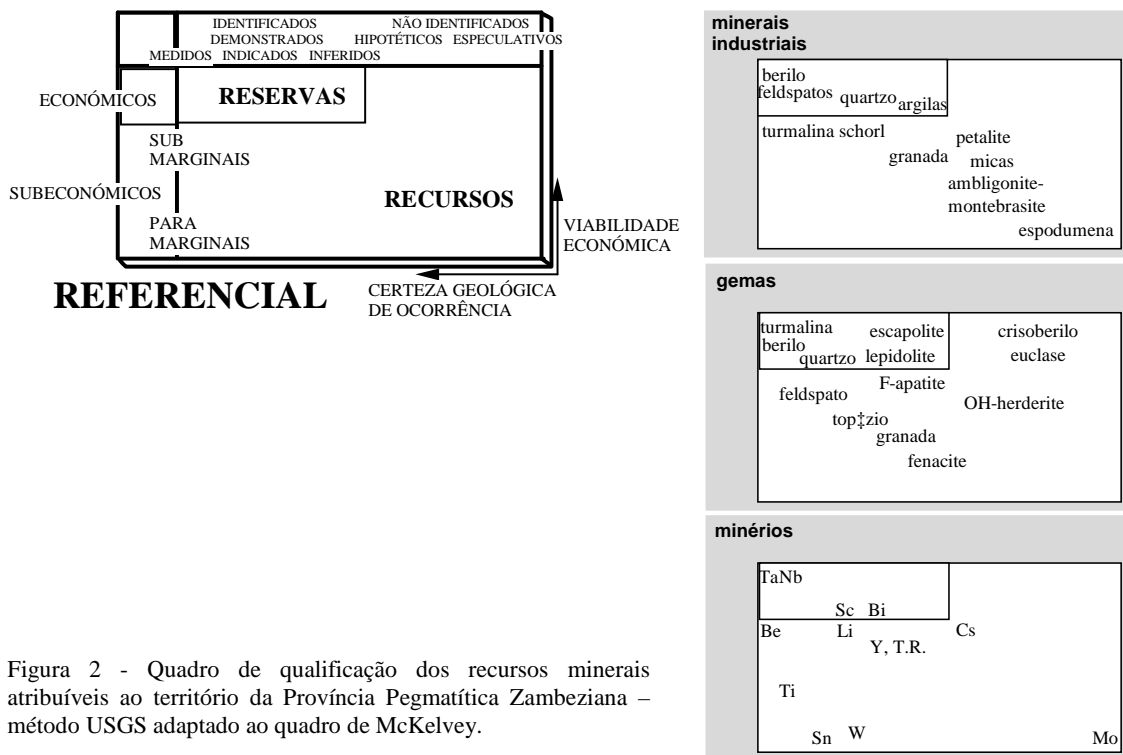 IDENTIFICADOS NÃO IDENTIFICADOS
DEMONSTRADOS HIPOTÉTICOS ESPECULATIVOS
MEDIDOS INDICADOS INFERIDOS
ECONÓMICOS
RESERVAS
SUB
MARGINAIS
SUBECONÓMICOS
RECURSOS
PARA
MARGINAIS
VIABILIDADE
ECONÓMICA
REFERENCIAL
CERTEZA GEOLÓGICA
DE OCORRÊNCIA
minerais
industriais
berilo
feldspatos quartzo argilas
turmalina schorl petalite
granada micas
ambligonite-
montebrasite
espodumena
gemas
turmalina escapolite crisoberilo
berilo
quartzo lepidolite euclase
F-apatite
feldspato OH-herderite
top‡zio
granada
fenacite
minérios
TaNb
Sc Bi
Be Li Cs
Y, T.R.
Ti
Sn W Mo
Figura 2 - Quadro de qualificação dos recursos minerais
atribuíveis ao território da Província Pegmatítica Zambeziana –
método USGS adaptado ao quadro de McKelvey.